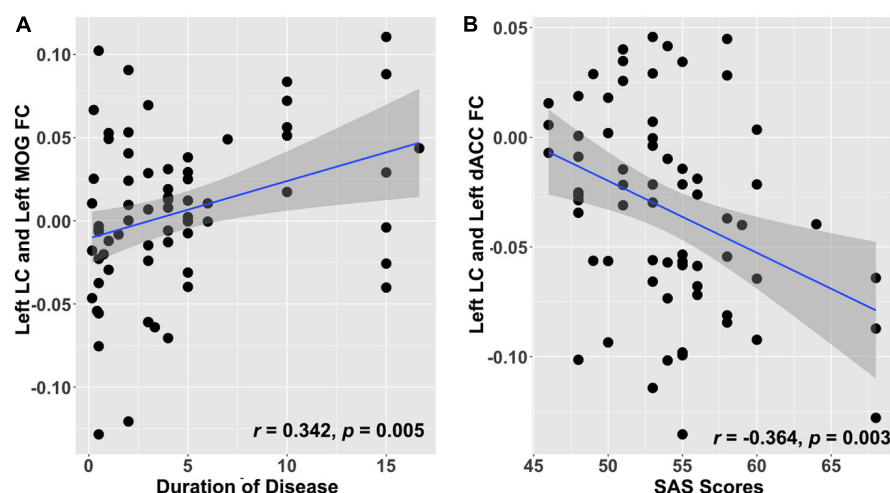 A
Left LC and Left MOG FC
0.10
0.05
0.00
-0.05
-0.10
r = 0.342, p = 0.005
0 5 10 15
Duration of Disease
B
Left LC and Left dACC FC
0.05
0.00
-0.05
-0.10
r = -0.364, p = 0.003
45 50 55 60 65
SAS Scores